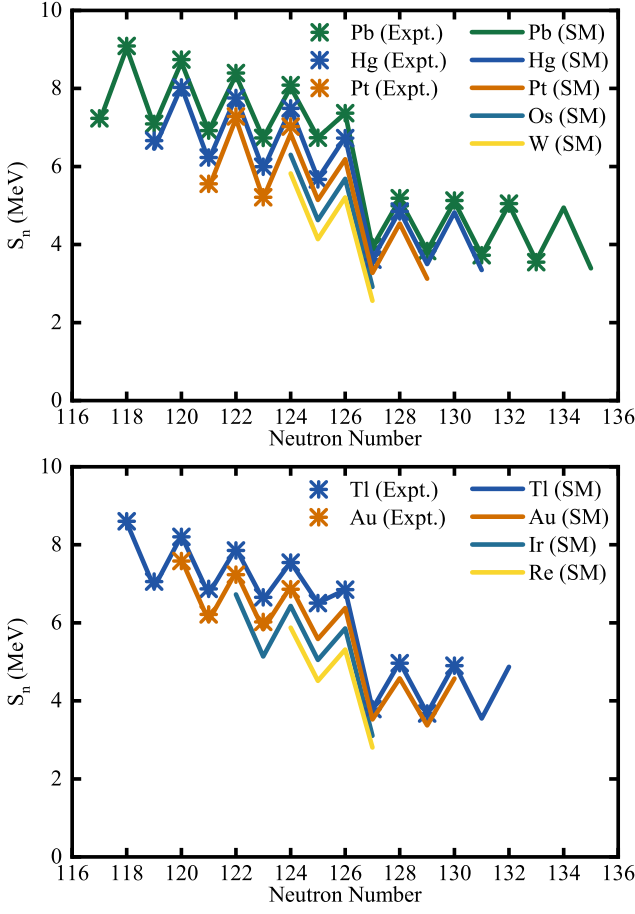 10
8
6
4
2
0
S_n (MeV)
Pb (Expt.)
Hg (Expt.)
Pt (Expt.)
Pb (SM)
Hg (SM)
Pt (SM)
Os (SM)
W (SM)
116 118 120 122 124 126 128 130 132 134 136
Neutron Number
10
8
6
4
2
0
S_n (MeV)
Tl (Expt.)
Au (Expt.)
Tl (SM)
Au (SM)
Ir (SM)
Re (SM)
116 118 120 122 124 126 128 130 132 134 136
Neutron Number